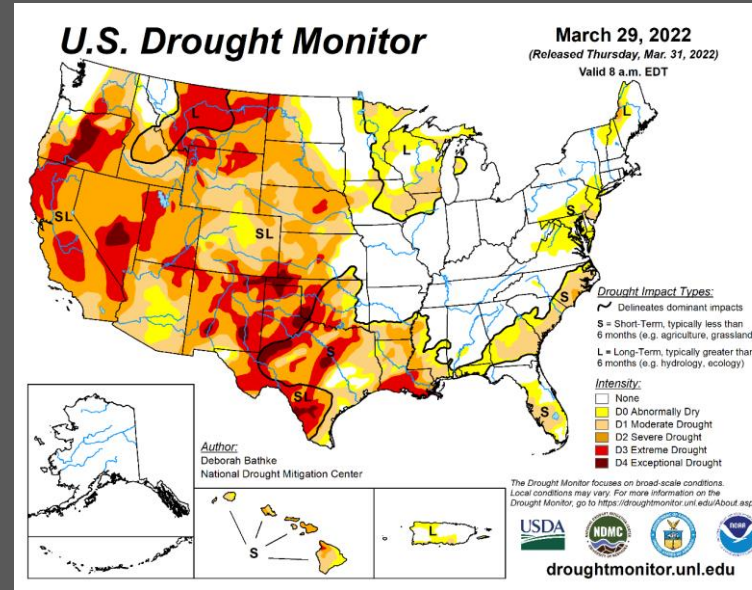 U.S. Drought Monitor
March 29, 2022
(Released Thursday, Mar. 31, 2022)
Valid 8 a.m. EDT
L
L
L
SL
SL
S
S
S
SL
S
Drought Impact Types:
Delineates dominant impacts
S = Short-Term, typically less than
6 months (e.g. agriculture, grassland
L = Long-Term, typically greater than
6 months (e.g. hydrology, ecology)
Intensity:
None
D0 Abnormally Dry
D1 Moderate Drought
D2 Severe Drought
D3 Extreme Drought
D4 Exceptional Drought
Author:
Deborah Bathke
National Drought Mitigation Center
S
L
The Drought Monitor focuses on broad-scale conditions.
Local conditions may vary. For more information on the
Drought Monitor, go to https://droughtmonitor.unl.edu/About.asp
USDA
NDMC
NOAA
droughtmonitor.unl.edu